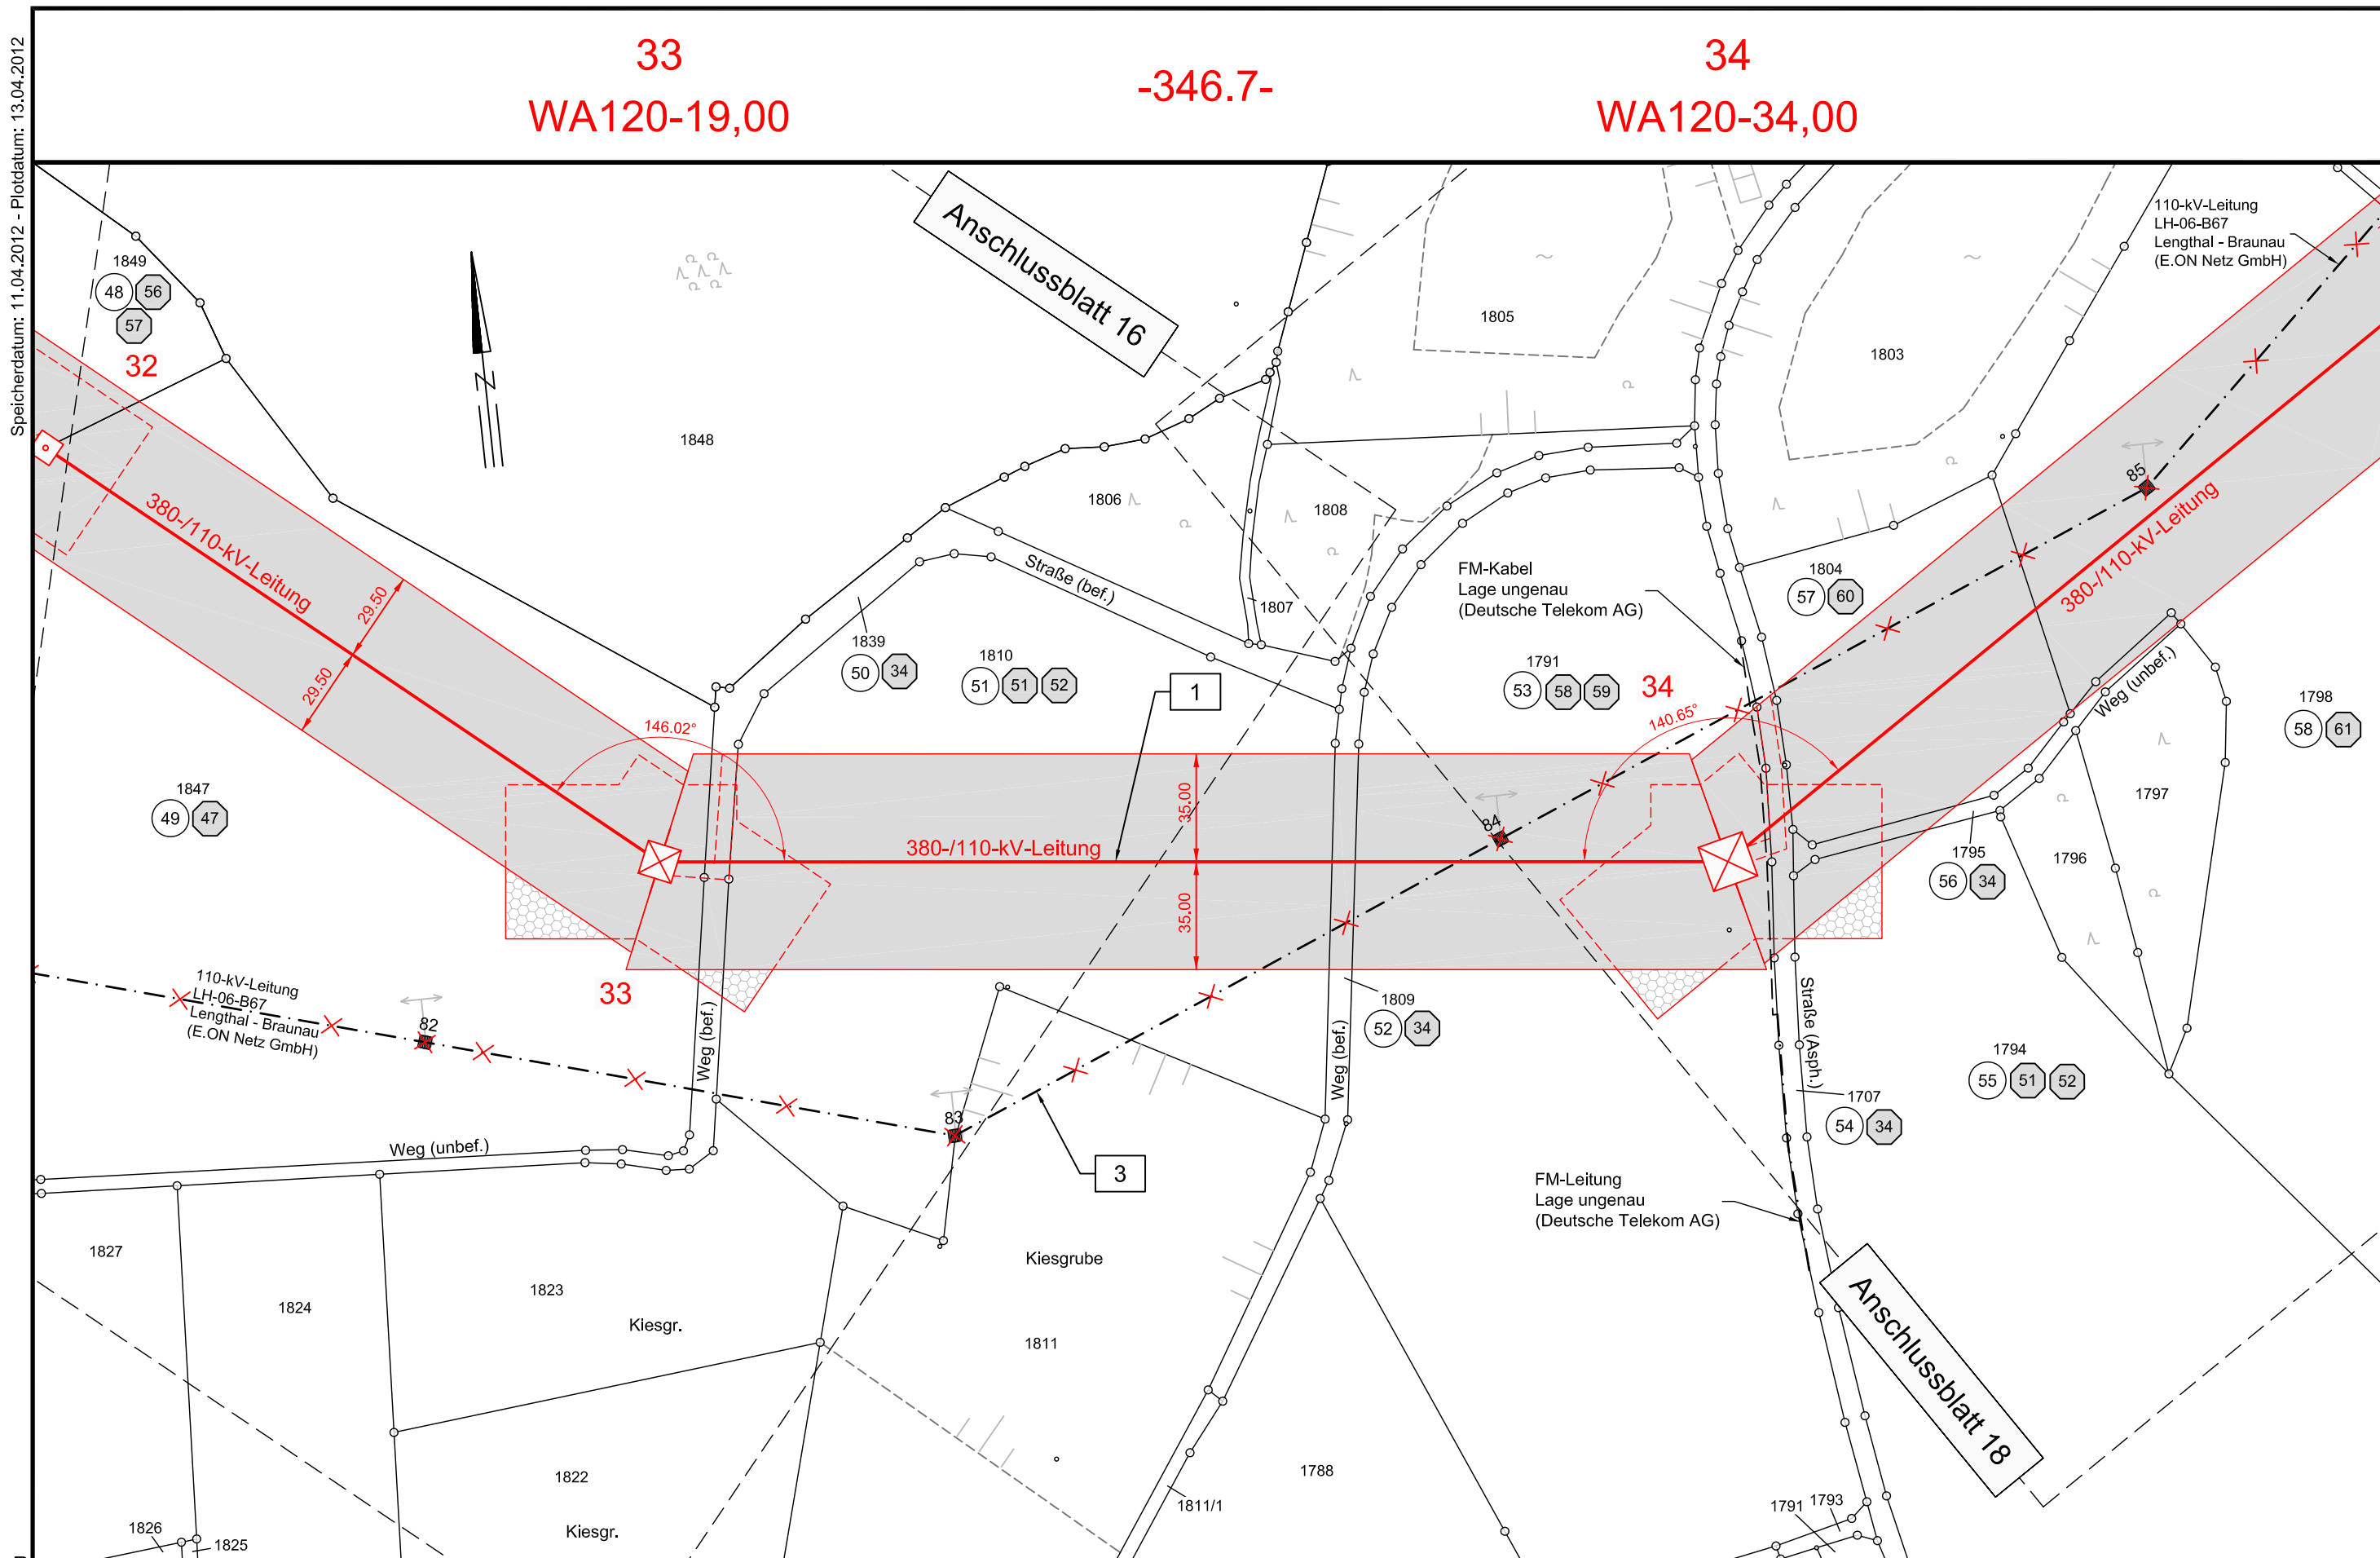 Speicherdatum: 11.04.2012 - Plotdatum: 13.04.2012
33
WA120-19,00
-346.7-
34
WA120-34,00
Anschlussblatt 16
110-kV-Leitung
LH-06-B67
Lengthal - Braunau
(E.ON Netz GmbH)
1849
48
56
57
32
1805
1803
1848
N
380-/110-kV-Leitung
29.50
29.50
1806
1808
Straße (bef.)
1807
85
380-/110-kV-Leitung
FM-Kabel
Lage ungenau
(Deutsche Telekom AG)
1804
57
60
1839
50
34
1810
51
51
52
1
1791
53
58
59
34
Weg (unbef.)
1798
58
61
146.02°
140.65°
1847
49
47
35.00
35.00
380-/110-kV-Leitung
84
1797
1796
1795
56
34
33
110-kV-Leitung
LH-06-B67
Lengthal - Braunau
(E.ON Netz GmbH)
82
Weg (bef.)
83
1809
52
34
Weg (bef.)
Straße (Asph.)
1794
55
51
52
1707
54
34
Weg (unbef.)
3
FM-Leitung
Lage ungenau
(Deutsche Telekom AG)
1827
1824
1823
Kiesgr.
Kiesgrube
1811
Anschlussblatt 18
1822
Kiesgr.
1788
1811/1
1791
1793
1826
1825